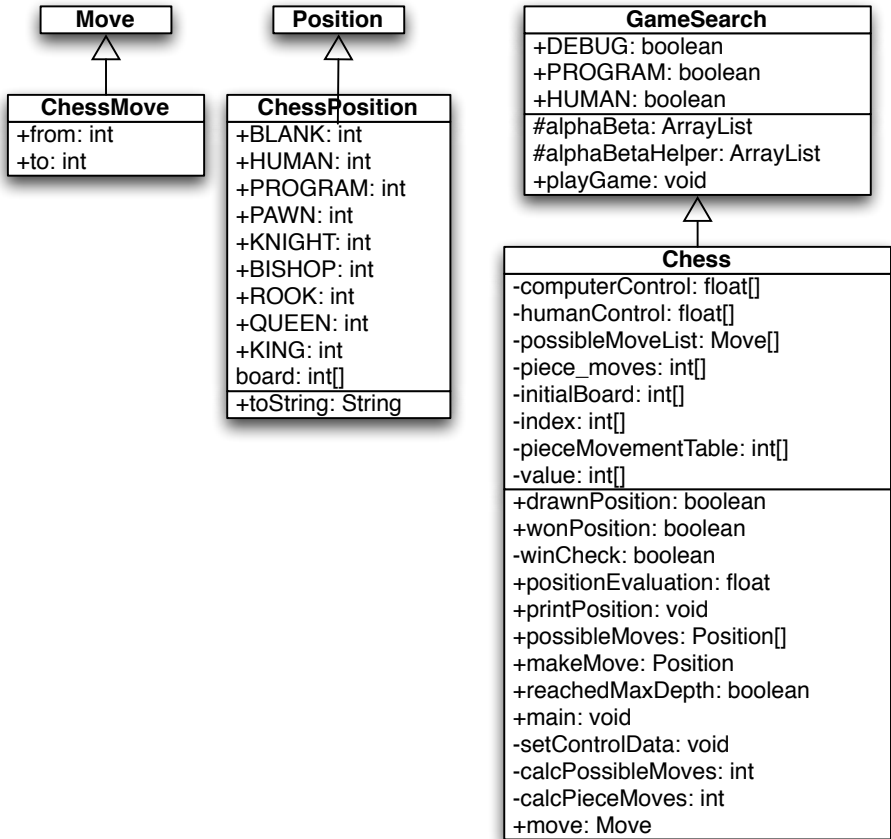 Move
ChessMove
+from: int
+to: int
Position
ChessPosition
+BLANK: int
+HUMAN: int
+PROGRAM: int
+PAWN: int
+KNIGHT: int
+BISHOP: int
+ROOK: int
+QUEEN: int
+KING: int
board: int[]
+toString: String
GameSearch
+DEBUG: boolean
+PROGRAM: boolean
+HUMAN: boolean
#alphaBeta: ArrayList
#alphaBetaHelper: ArrayList
+playGame: void
Chess
-computerControl: float[]
-humanControl: float[]
-possibleMoveList: Move[]
-piece_moves: int[]
-initialBoard: int[]
-index: int[]
-pieceMovementTable: int[]
-value: int[]
+drawnPosition: boolean
+wonPosition: boolean
-winCheck: boolean
+positionEvaluation: float
+printPosition: void
+possibleMoves: Position[]
+makeMove: Position
+reachedMaxDepth: boolean
+main: void
-setControlData: void
-calcPossibleMoves: int
-calcPieceMoves: int
+move: Move